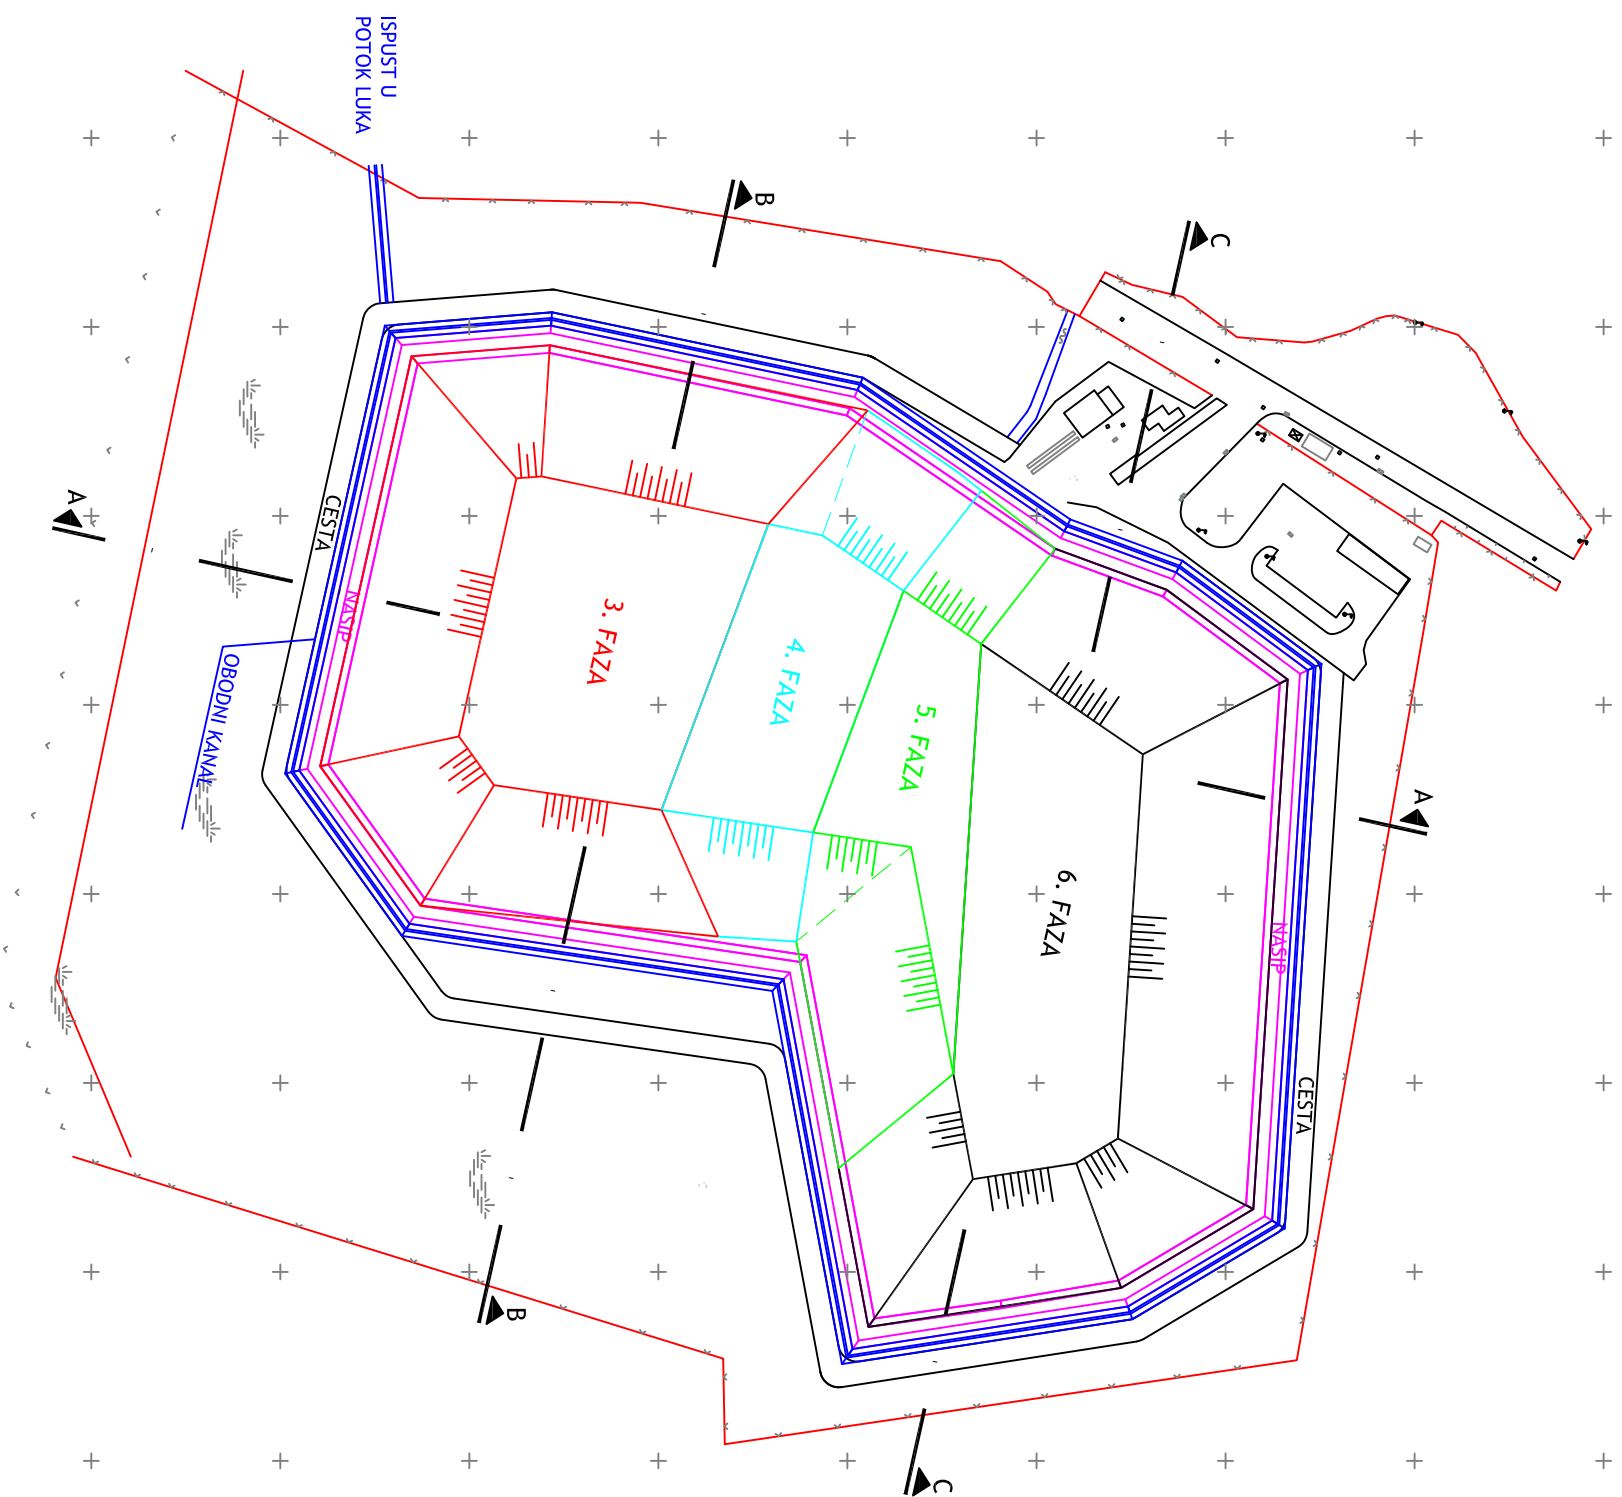 ISPUST U
POTOK LUKA
B
C
A
CESTA
NASIP
OBODNI KANAL
3. FAZA
4. FAZA
5. FAZA
6. FAZA
A
NASIP
CESTA
B
C